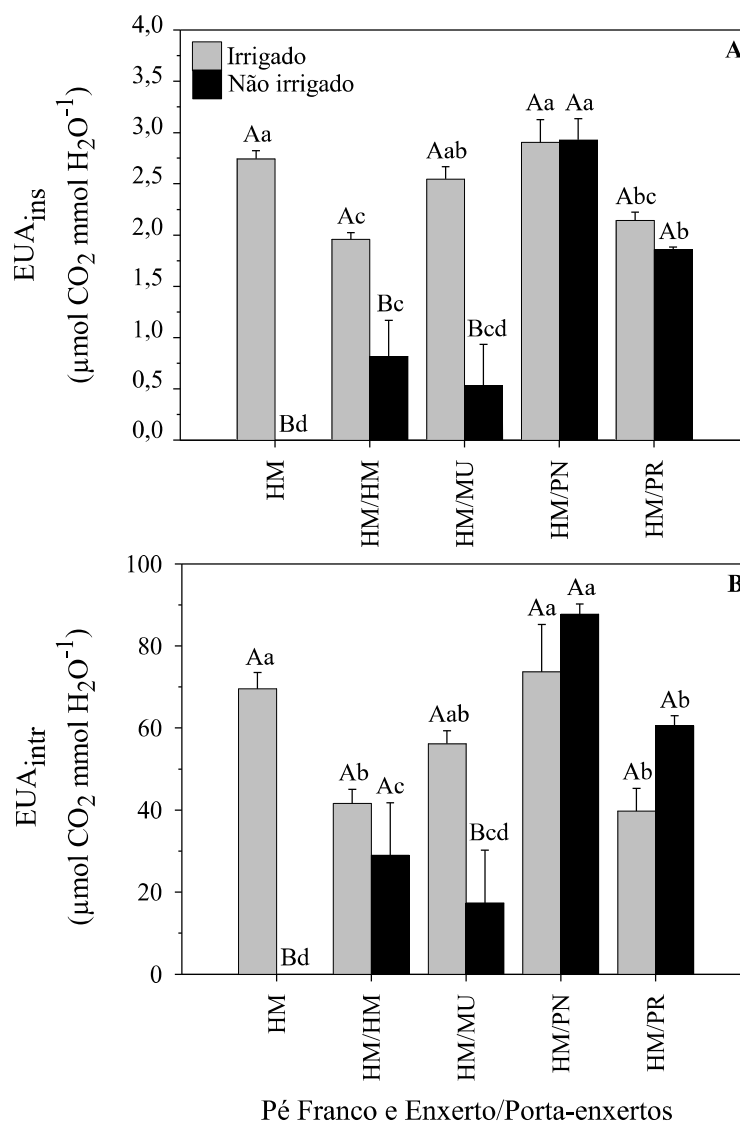 4,0
3,5
3,0
2,5
2,0
1,5
1,0
0,5
0,0
EUAins
(µmol CO2 mmol H2O-1)
Irrigado
Não irrigado
A
Aa
Bd
Ac
Bc
Aab
Bcd
Aa
Aa
Abc
Ab
HM
HM/HM
HM/MU
HM/PN
HM/PR
100
80
60
40
20
0
EUAintr
(µmol CO2 mmol H2O-1)
B
Aa
Bd
Ab
Ac
Aab
Bcd
Aa
Aa
Ab
Ab
HM
HM/HM
HM/MU
HM/PN
HM/PR
Pé Franco e Enxerto/Porta-enxertos